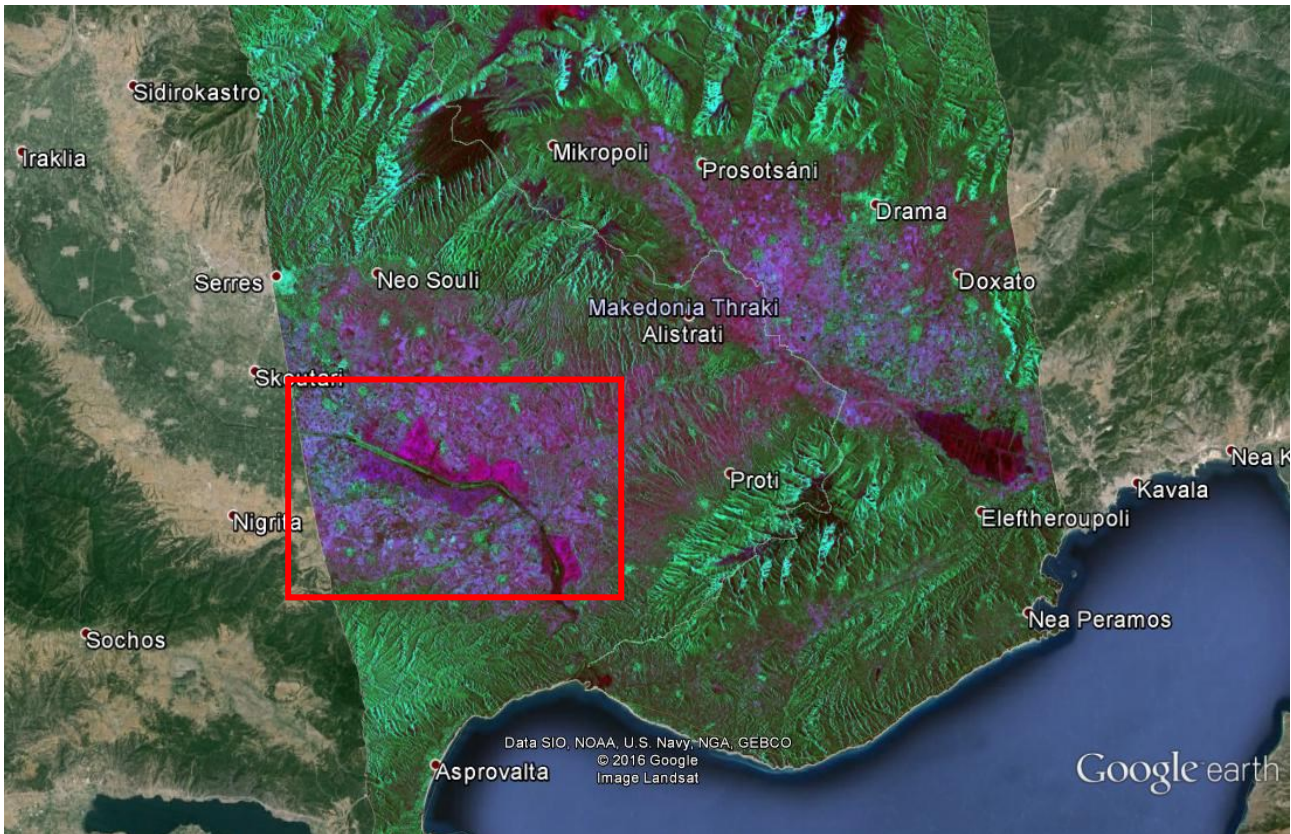 Sidirokastro
Iraklia
Mikropoli
Prosotsáni
Drama
Serres
Neo Souli
Doxato
Makedonia Thraki
Alistrati
Skoutari
Nea K
Proti
Kavala
Nigrita
Eleftheroupoli
Nea Peramos
Sochos
Data SIO, NOAA, U.S. Navy, NGA, GEBCO
© 2016 Google
Image Landsat
Asprovalta
Google earth